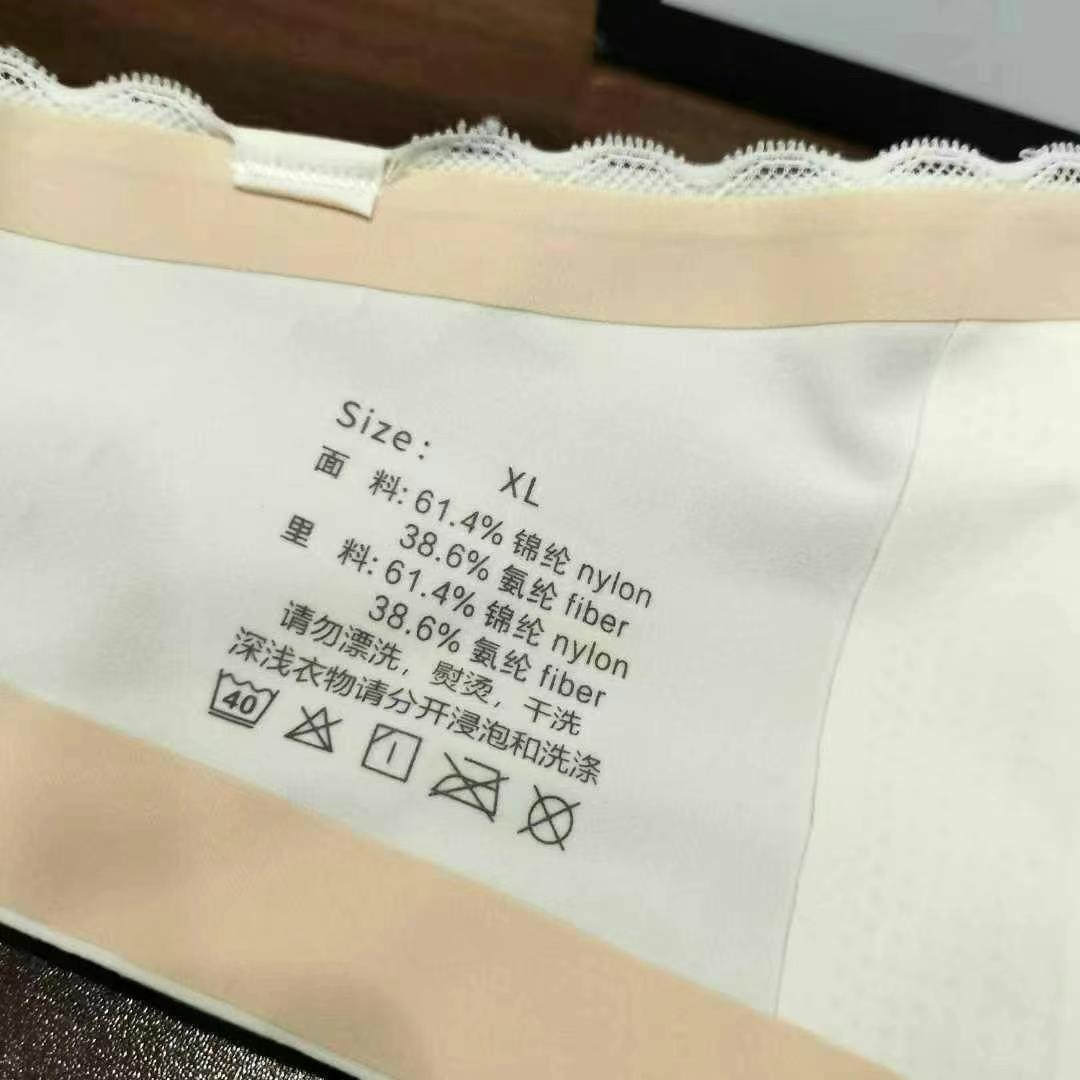 Size： XL
面 料: 61.4% 锦纶 nylon
38.6% 氨纶 fiber
里 料: 61.4% 锦纶 nylon
38.6% 氨纶 fiber
请勿漂洗，熨烫，干洗
深浅衣物请分开浸泡和洗涤
40